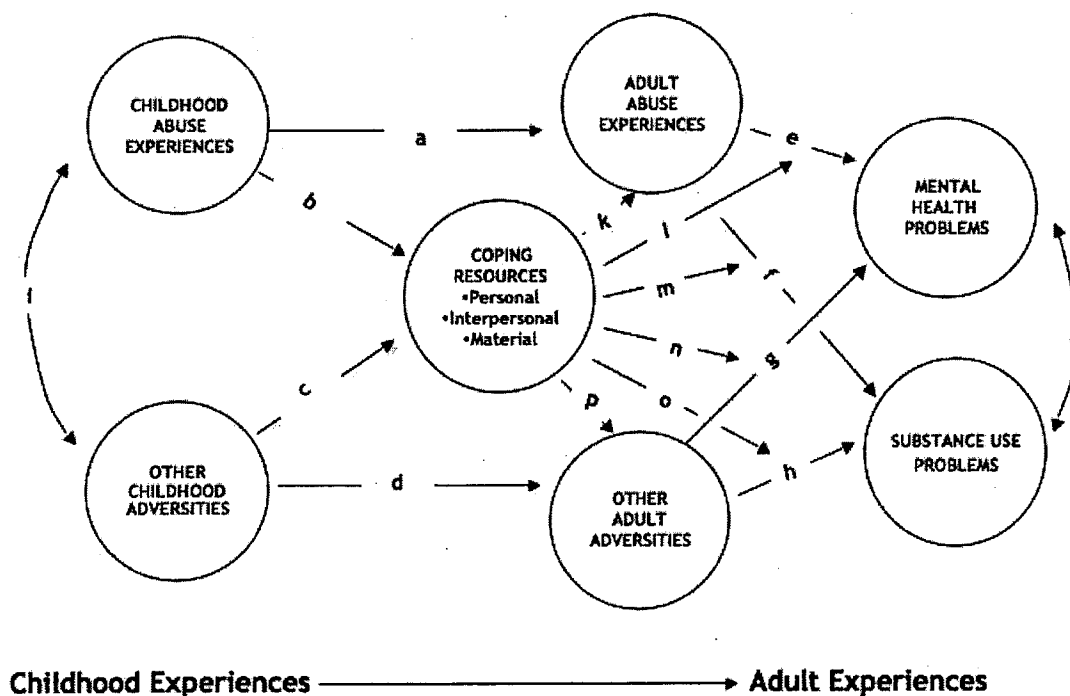 CHILDHOOD
ABUSE
EXPERIENCES
a
ADULT
ABUSE
EXPERIENCES
e
MENTAL
HEALTH
PROBLEMS
b
k
l
COPING
RESOURCES
•Personal
•Interpersonal
•Material
m
f
n
g
c
p
o
OTHER
CHILDHOOD
ADVERSITIES
d
OTHER
ADULT
ADVERSITIES
h
SUBSTANCE USE
PROBLEMS
Childhood Experiences
Adult Experiences